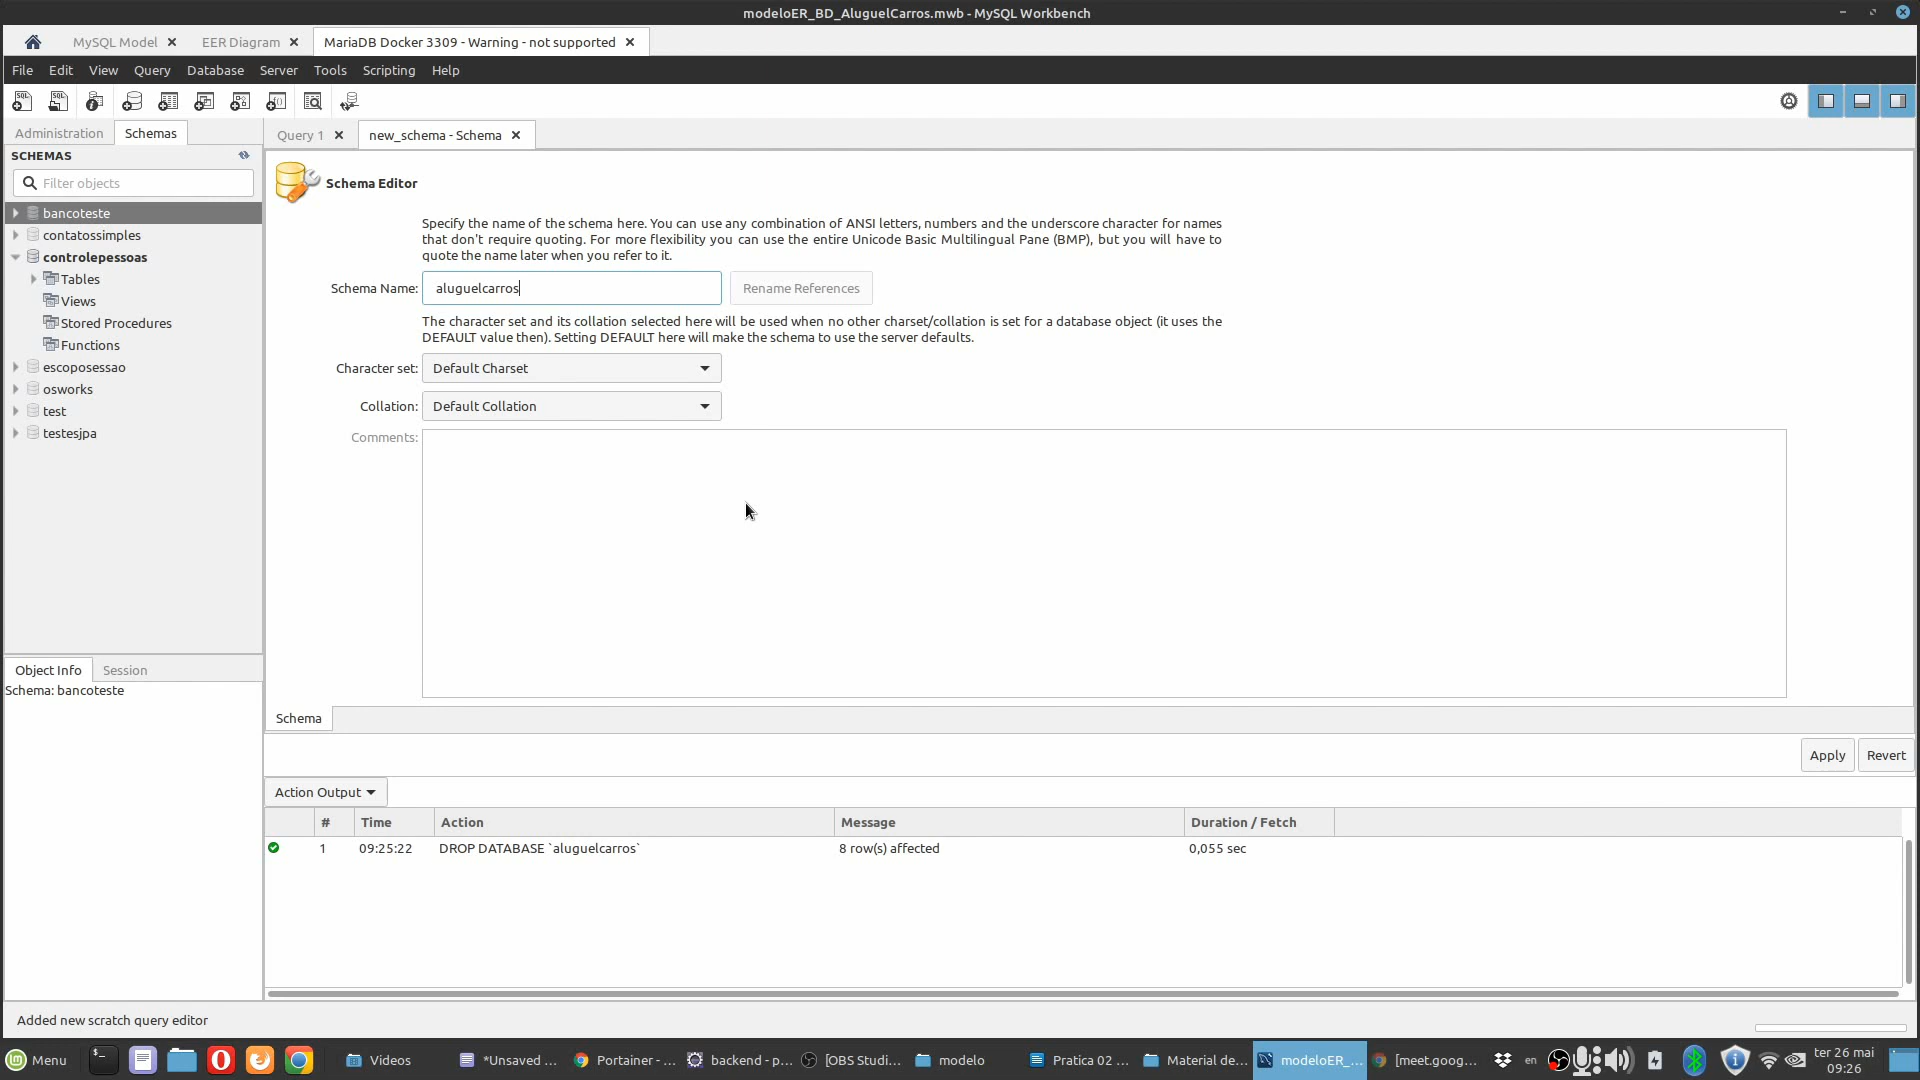 modeloER_BD_AluguelCarros.mwb - MySQL Workbench
MySQL Model
EER Diagram
MariaDB Docker 3309 - Warning - not supported
File Edit View Query Database Server Tools Scripting Help
Administration
Schemas
Query 1
new_schema - Schema
SCHEMAS
Filter objects
bancoteste
contatossimples
controlepessoas
Tables
Views
Stored Procedures
Functions
escoposessao
osworks
test
testesjpa
Object Info
Session
Schema: bancoteste
Schema Editor
Specify the name of the schema here. You can use any combination of ANSI letters, numbers and the underscore character for names
that don't require quoting. For more flexibility you can use the entire Unicode Basic Multilingual Pane (BMP), but you will have to
quote the name later when you refer to it.
Schema Name: aluguelcarros Rename References
The character set and its collation selected here will be used when no other charset/collation is set for a database object (it uses the
DEFAULT value then). Setting DEFAULT here will make the schema to use the server defaults.
Character set: Default Charset
Collation: Default Collation
Comments:
Schema
Apply Revert
Action Output
# Time Action Message Duration / Fetch
1 09:25:22 DROP DATABASE `aluguelcarros` 8 row(s) affected 0,055 sec
Added new scratch query editor
Menu
Videos
*Unsaved ...
Portainer - ...
backend - p...
[OBS Studi...
modelo
Pratica 02 ...
Material de...
modeloER_...
[meet.goog...
en
ter 26 mai
09:26